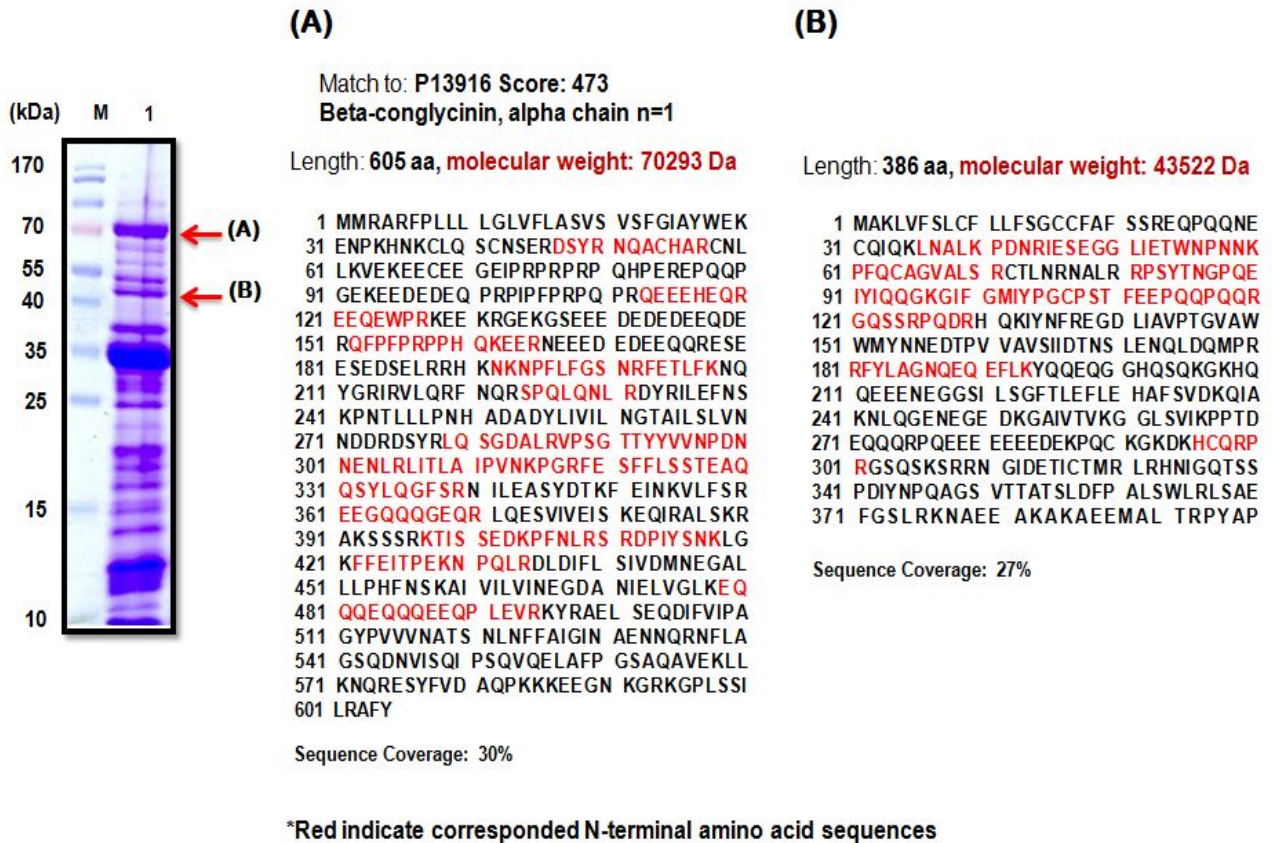 (A)
(B)
Match to: P13916 Score: 473
Beta-conglycinin, alpha chain n=1
(kDa) M 1
Length: 605 aa, molecular weight: 70293 Da
Length: 386 aa, molecular weight: 43522 Da
170
70
55
40
35
25
15
10
(A)
(B)
1 MMRARFPLLL LGLVFLASVS VSFGIAYWEK
31 ENPKHNKCLQ SCNSERDSYR NQACHARCNL
61 LKVEKEECEE GEIPRPRPRP QHPEREPQQP
91 GEKEEDEDEQ PRPIPFPRPQ PRQEEEHEQR
121 EEQEWPRKEE KRGEKGSEEE DEDEDEEQDE
151 RQFPFPRPPH QKEERNEEED EDEEQQRESE
181 ESEDSELRRH KNKNPFLFGS NRFETLFKNQ
211 YGRIRVLQRF NQRSPQLQNL RDYRILEFNS
241 KPNTLLLPNH ADADYLIVIL NGTAILSLVN
271 NDDRDSYRLQ SGDALRVPSG TTYYVVNPDN
301 NENLRLITLA IPVNKPGRFE SFFLSSTEAQ
331 QSYLQGFSRN ILEASYDTKF EINKVLFSR
361 EEGQQQGEQR LQESVIVEIS KEQIRALSKR
391 AKSSSRKTIS SEDKPFNLRS RDPIYSNKLG
421 KFFEITPEKN PQLRDLDIFL SIVDMNEGAL
451 LLPHFNSKAI VILVINEGDA NIELVGLKEQ
481 QQEQQQEEQP LEVRKYRAEL SEQDIFVIPA
511 GYPVVVNATS NLNFFAIGIN AENNQRNFLA
541 GSQDNVISQI PSQVQELAFP GSAQAVEKLL
571 KNQRESYFVD AQPKKKEEGN KGRKGPLSSI
601 LRAFY
Sequence Coverage: 30%
1 MAKLVFSLCF LLFSGCCFAF SSREQPQQNE
31 CQIQKLNALK PDNRIESEGG LIETWNPNNK
61 PFQCAGVALS RCTLNRNALR RPSYTNGPQE
91 IYIQQGKGIF GMIYPGCPST FEEPQQPQQR
121 GQSSRPQDRH QKIYNFREGD LIAVPTGVAW
151 WMYNNEDTPV VAVSIIDTNS LENQLDQMPR
181 RFYLAGNQEQ EFLKYQQEQG GHQSQKGKHQ
211 QEEENEGGSI LSGFTLEFLE HAFSVDKQIA
241 KNLQGENEGE DKGAIVTVKG GLSVIKPPTD
271 EQQQRPQEEE EEEEDEKPQC KGKDKHCQRP
301 RGSQSKSRRN GIDETICTMR LRHNIGQTSS
341 PDIYNPQAGS VTTATSLDFP ALSWLRLSAE
371 FGSLRKNAEE AKAKAEEMAL TRPYAP
Sequence Coverage: 27%
*Red indicate corresponded N-terminal amino acid sequences